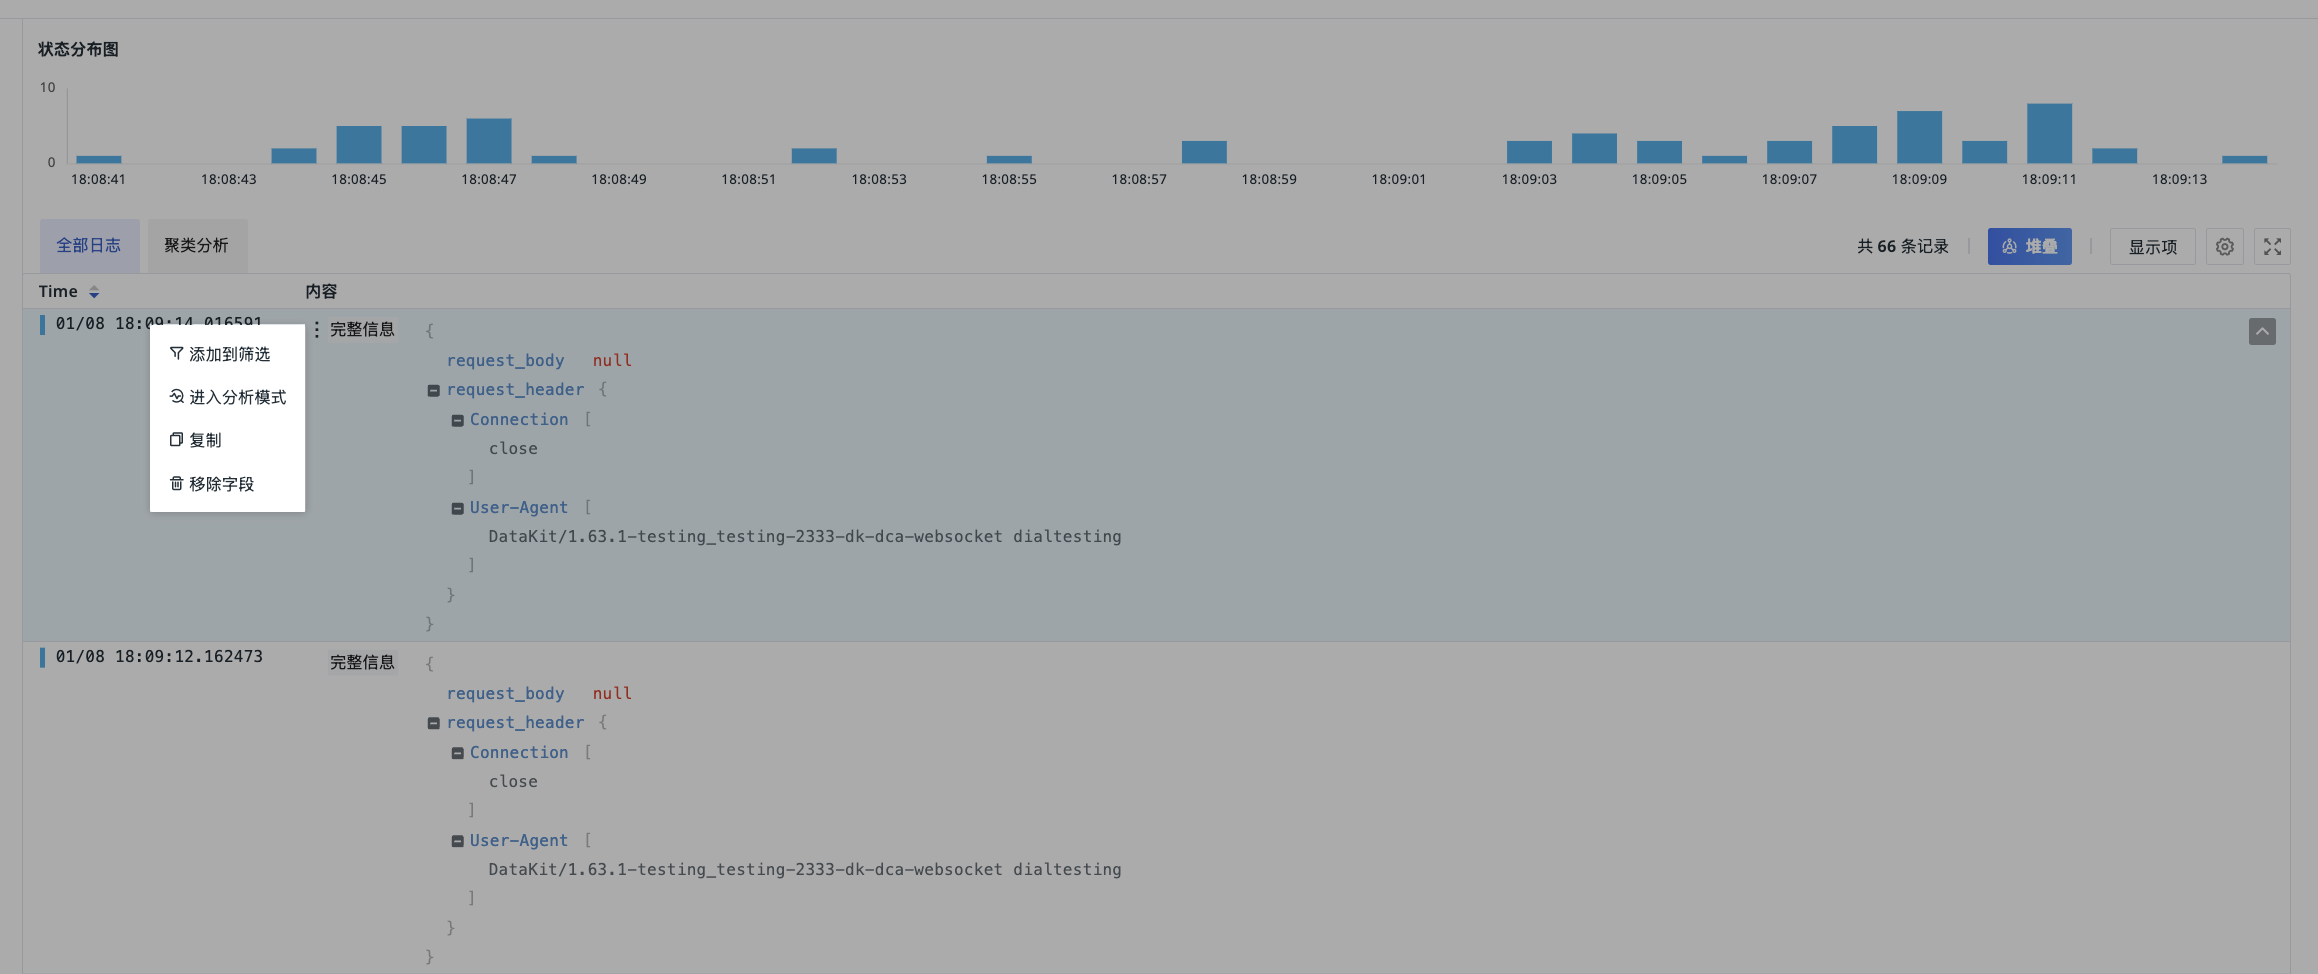 状态分布图
10
0
18:08:41 18:08:43 18:08:45 18:08:47 18:08:49 18:08:51 18:08:53 18:08:55 18:08:57 18:08:59 18:09:01 18:09:03 18:09:05 18:09:07 18:09:09 18:09:11 18:09:13
全部日志 聚类分析 共 66 条记录 堆叠 显示项
Time 内容
01/08 18:09:14.016591 完整信息 {
添加到筛选
request_body null
request_header {
进入分析模式
Connection [
复制
close
]
移除字段
User-Agent [
DataKit/1.63.1-testing_testing-2333-dk-dca-websocket dialtesting
]
}
}
01/08 18:09:12.162473 完整信息 {
request_body null
request_header {
Connection [
close
]
User-Agent [
DataKit/1.63.1-testing_testing-2333-dk-dca-websocket dialtesting
]
}
}